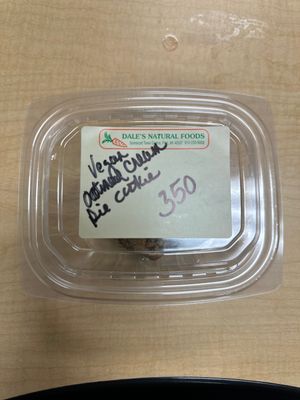 DALE'S NATURAL FOODS
Vegan
Oatmeal Cream
Pie Cookie
350